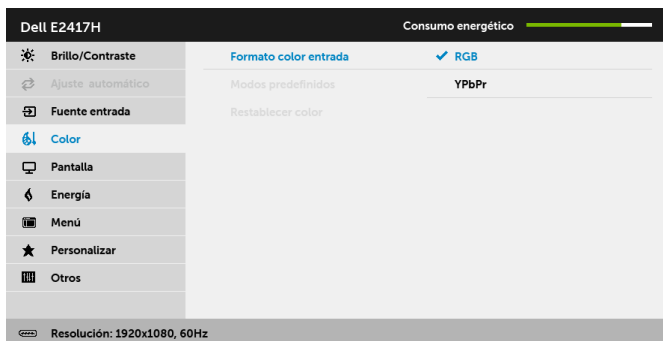 Dell E2417H
Consumo energético
Brillo/Contraste
Formato color entrada
RGB
Ajuste automático
Modos predefinidos
YPbPr
Fuente entrada
Restablecer color
Color
Pantalla
Energía
Menú
Personalizar
Otros
Resolución: 1920x1080, 60Hz